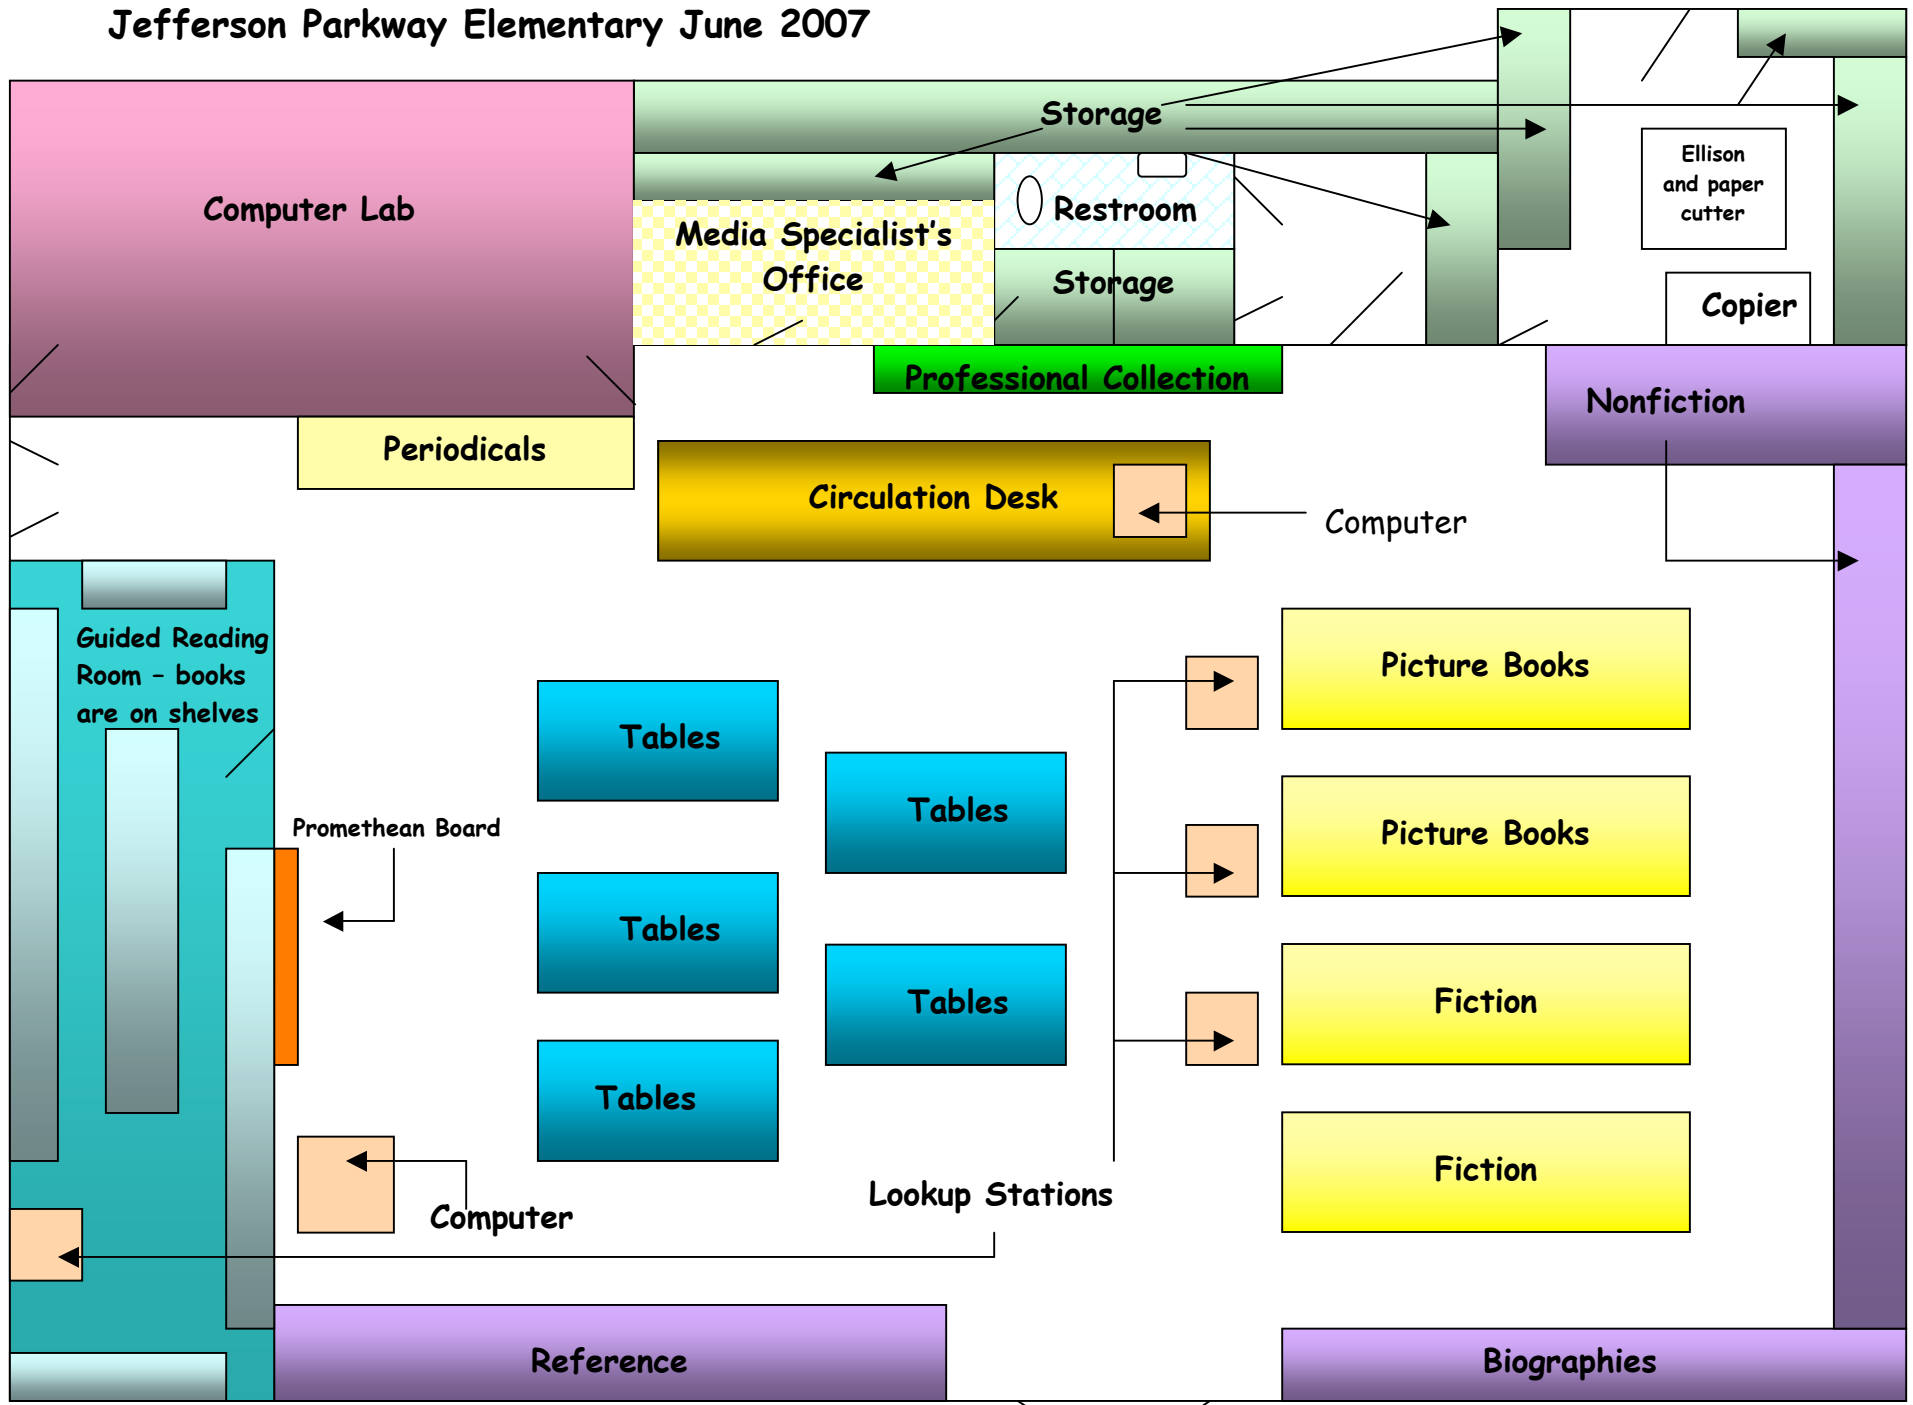 Jefferson Parkway Elementary June 2007
Storage
Ellison
and paper
cutter
Computer Lab
Restroom
Media Specialist's
Office
Storage
Copier
Professional Collection
Nonfiction
Periodicals
Circulation Desk
Computer
Guided Reading
Room – books
are on shelves
Picture Books
Tables
Tables
Promethean Board
Picture Books
Tables
Tables
Fiction
Tables
Fiction
Lookup Stations
Computer
Reference
Biographies